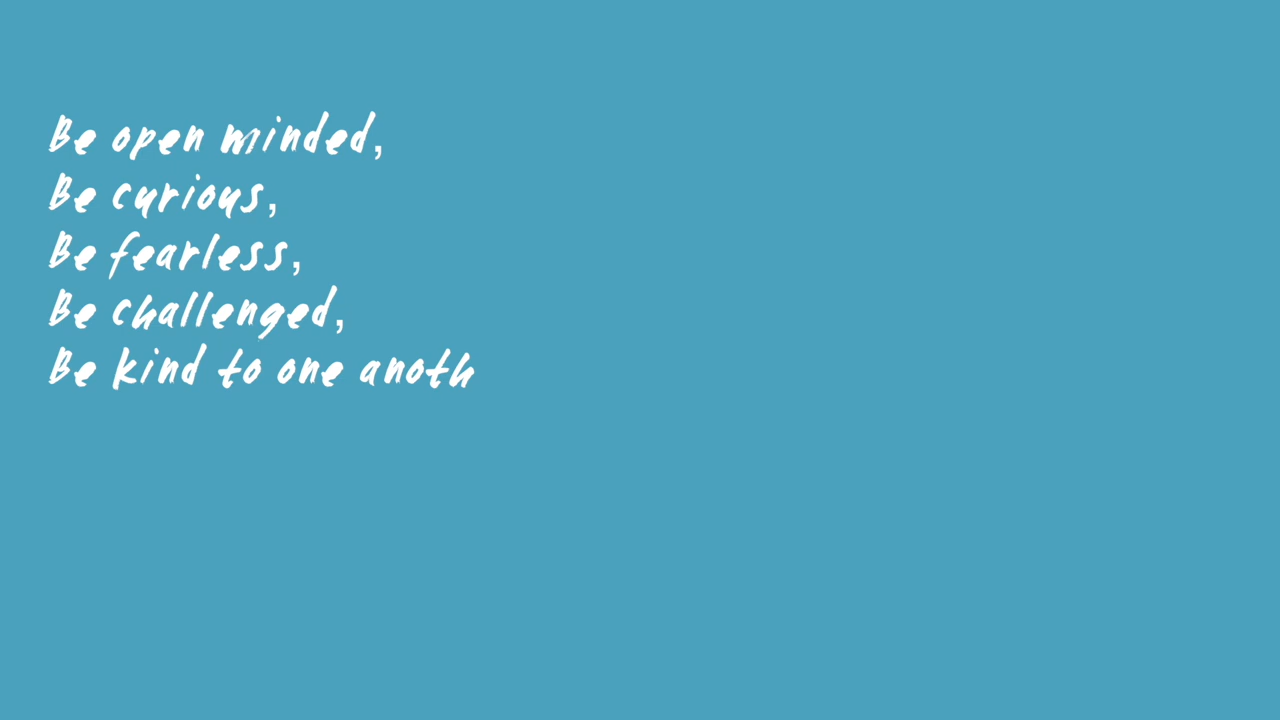 Be open minded,
Be curious,
Be fearless,
Be challenged,
Be kind to one anoth